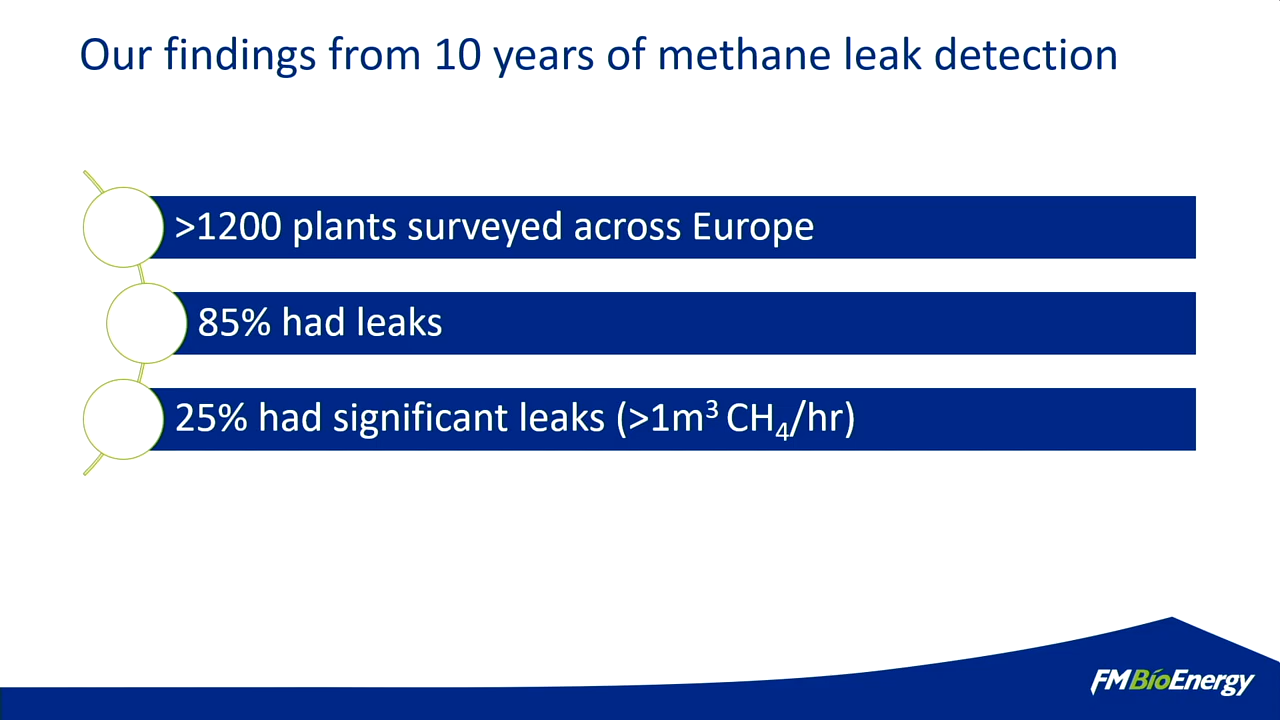 Our findings from 10 years of methane leak detection
>1200 plants surveyed across Europe
85% had leaks
25% had significant leaks (>1m³ CH₄/hr)
FMBioEnergy